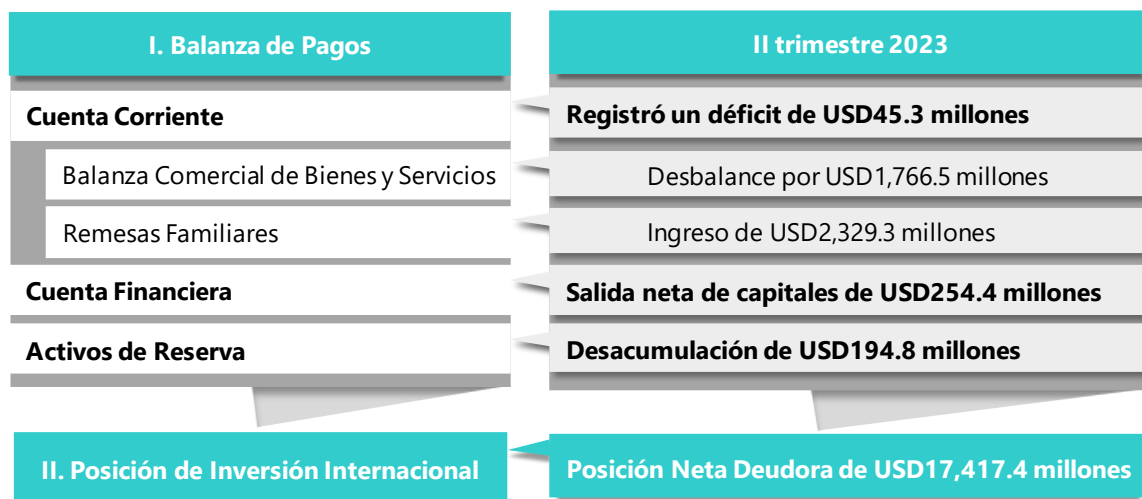 I. Balanza de Pagos
II trimestre 2023
Cuenta Corriente
Registró un déficit de USD45.3 millones
Balanza Comercial de Bienes y Servicios
Desbalance por USD1,766.5 millones
Remesas Familiares
Ingreso de USD2,329.3 millones
Cuenta Financiera
Salida neta de capitales de USD254.4 millones
Activos de Reserva
Desacumulación de USD194.8 millones
II. Posición de Inversión Internacional
Posición Neta Deudora de USD17,417.4 millones